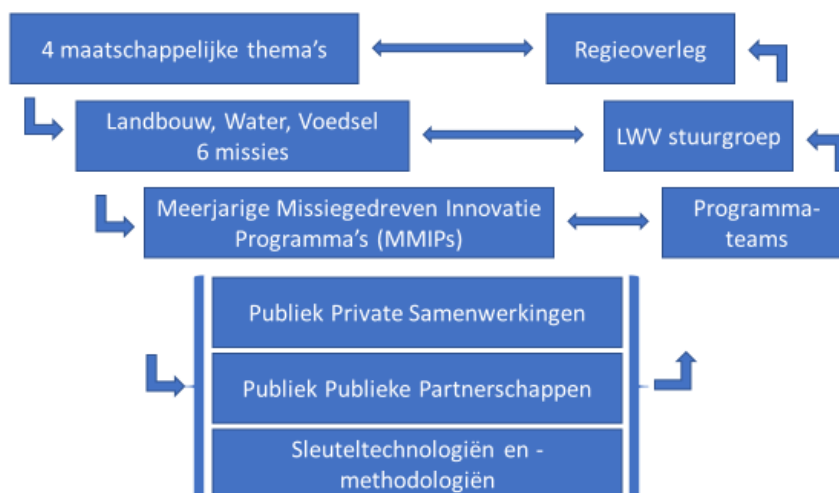 4 maatschappelijke thema's
Regieoverleg
Landbouw, Water, Voedsel
6 missies
LWV stuurgroep
Meerjarige Missiegedreven Innovatie
Programma's (MMIPs)
Programma-
teams
Publiek Private Samenwerkingen
Publiek Publieke Partnerschappen
Sleuteltechnologiën en -
methodologiën